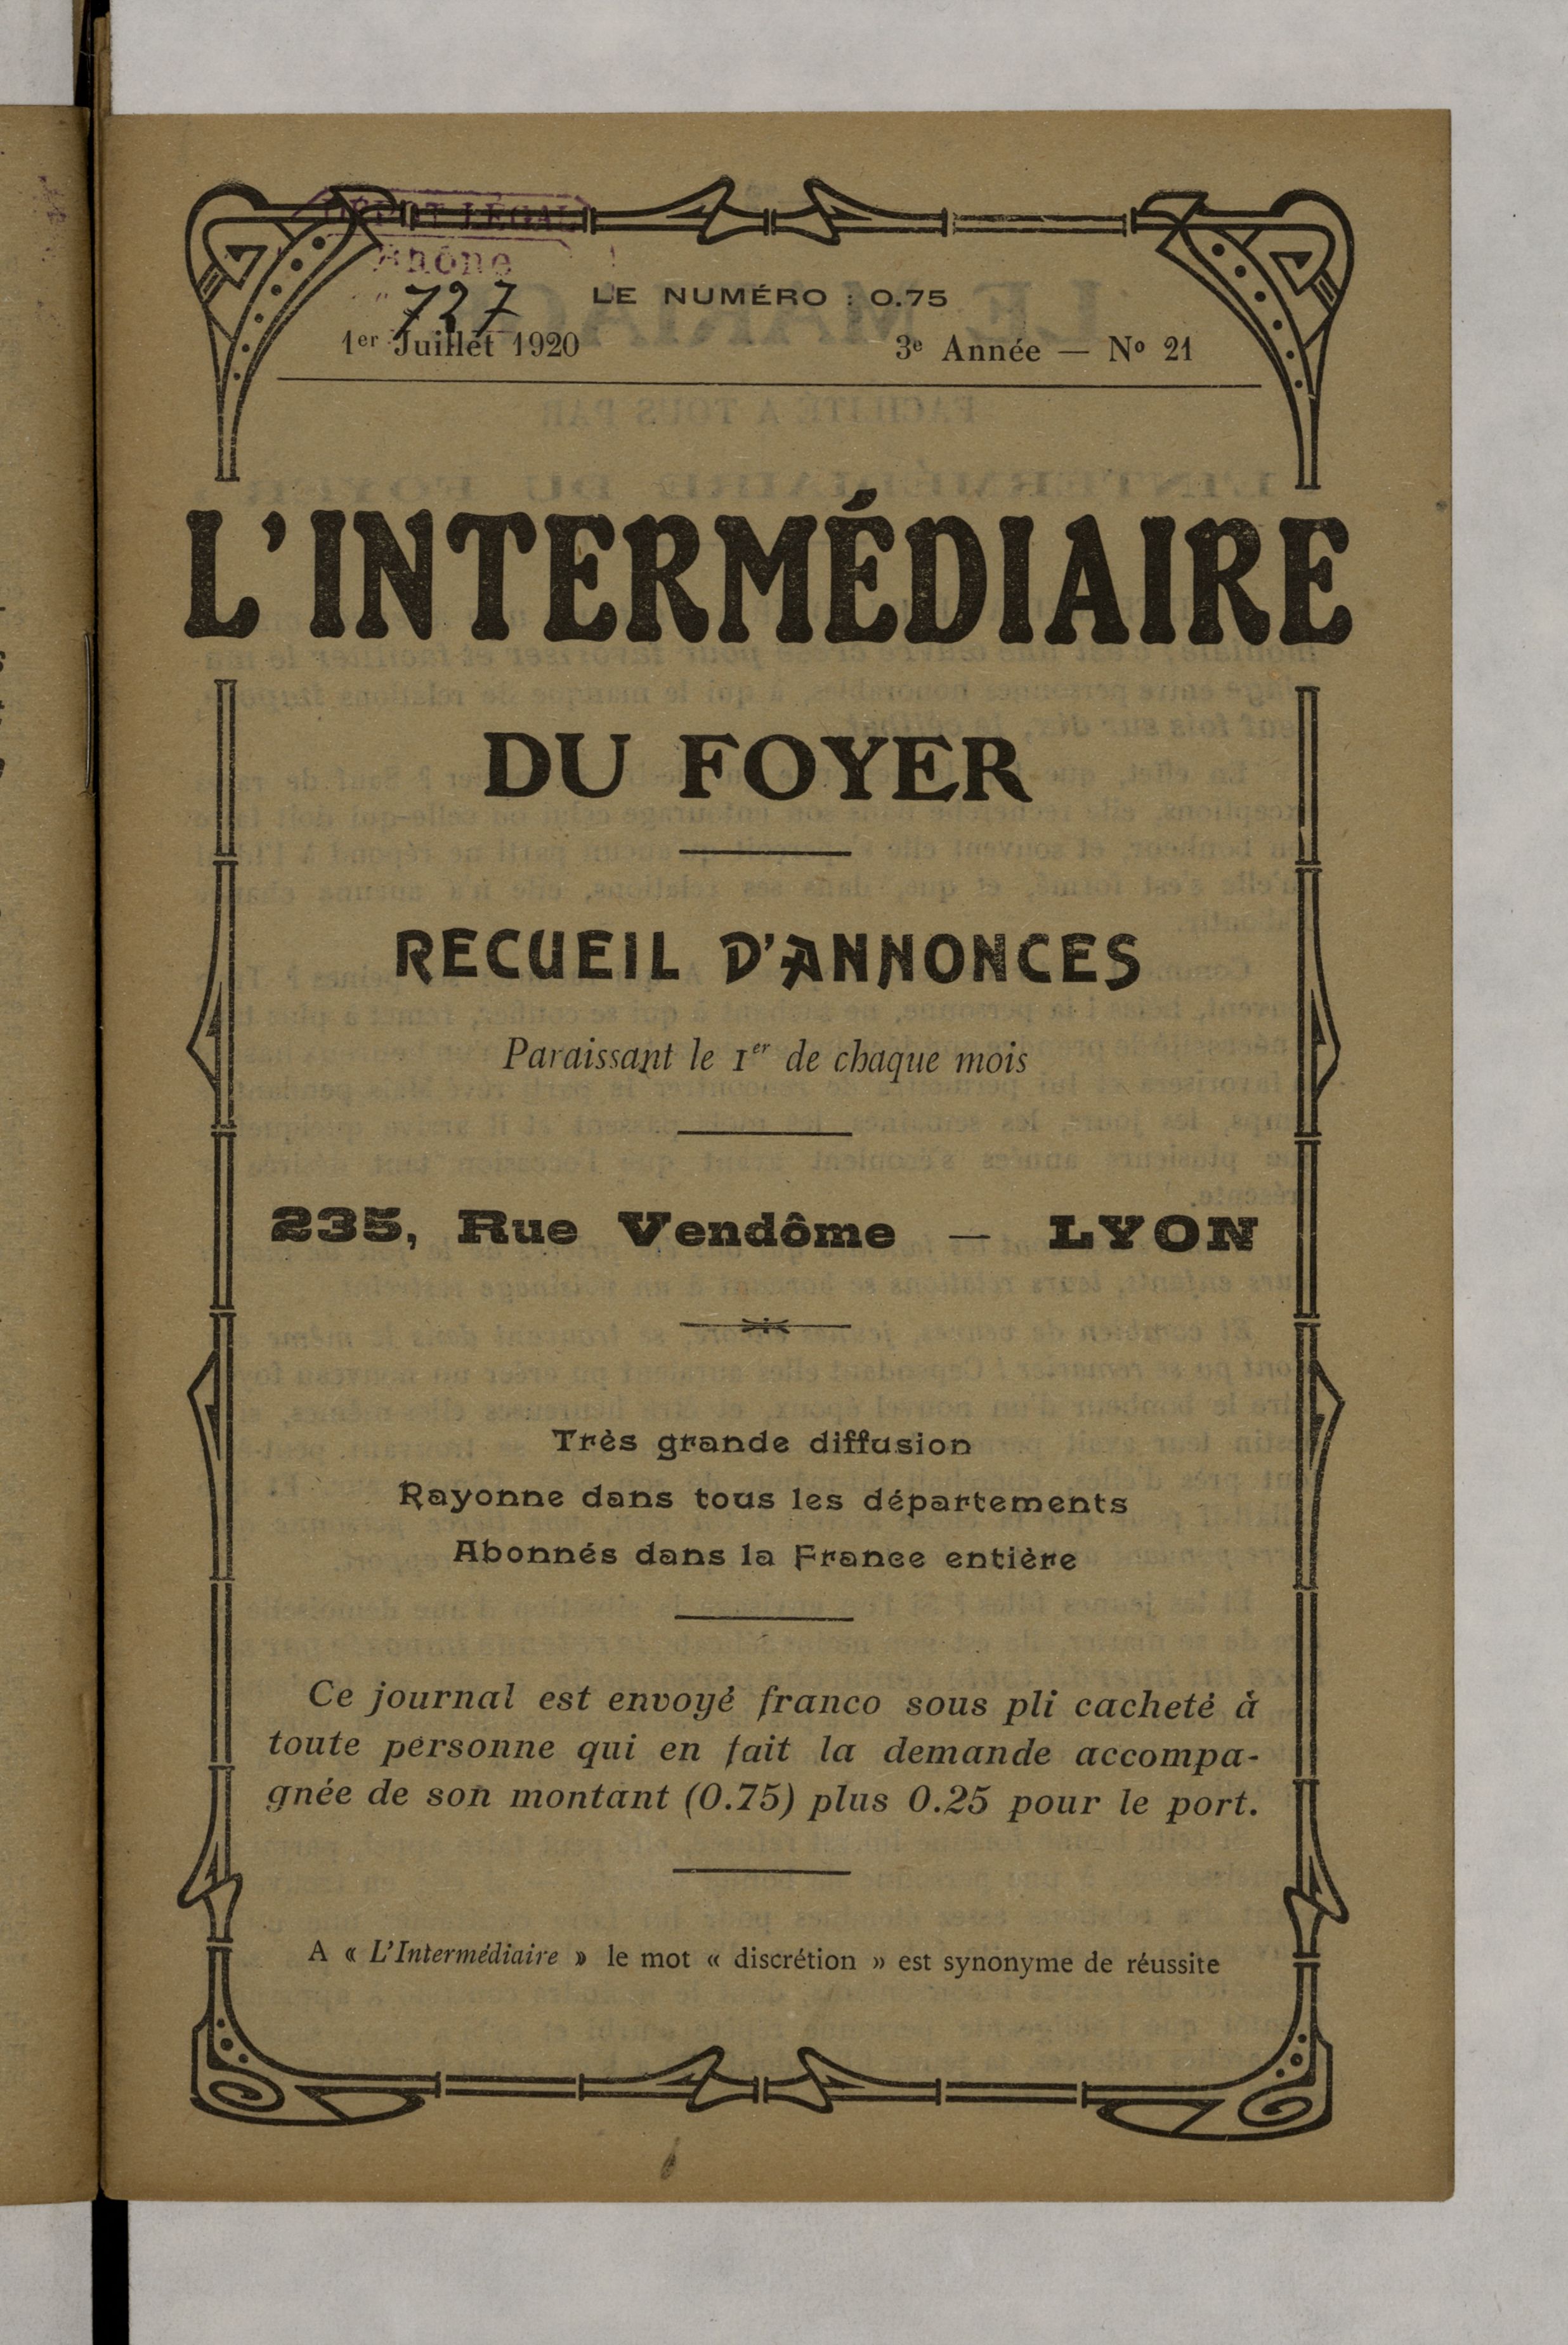 DÉPOT LÉGAL
Rhône
727
LE NUMÉRO : 0.75
1er Juillet 1920
3e Année — No 21
L'INTERMÉDIAIRE
DU FOYER
RECUEIL D'ANNONCES
Paraissant le 1er de chaque mois
235, Rue Vendôme — LYON
Très grande diffusion
Rayonne dans tous les départements
Abonnés dans la France entière
Ce journal est envoyé franco sous pli cacheté à
toute personne qui en fait la demande accompa-
gnée de son montant (0.75) plus 0.25 pour le port.
A « L'Intermédiaire » le mot « discrétion » est synonyme de réussite